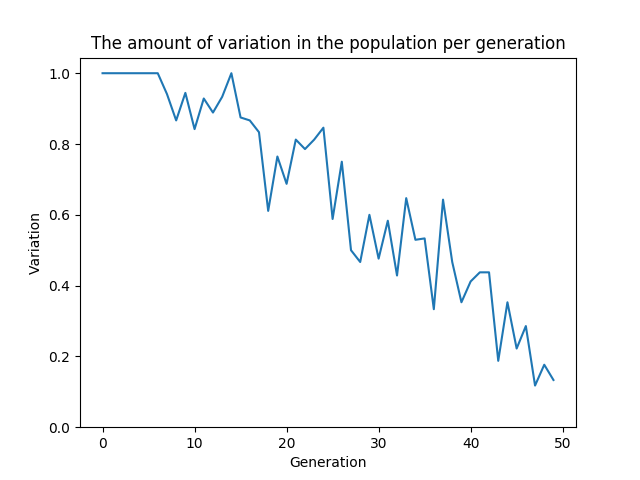 The amount of variation in the population per generation
1.0
0.8
0.6
0.4
0.2
0.0
Variation
0 10 20 30 40 50
Generation